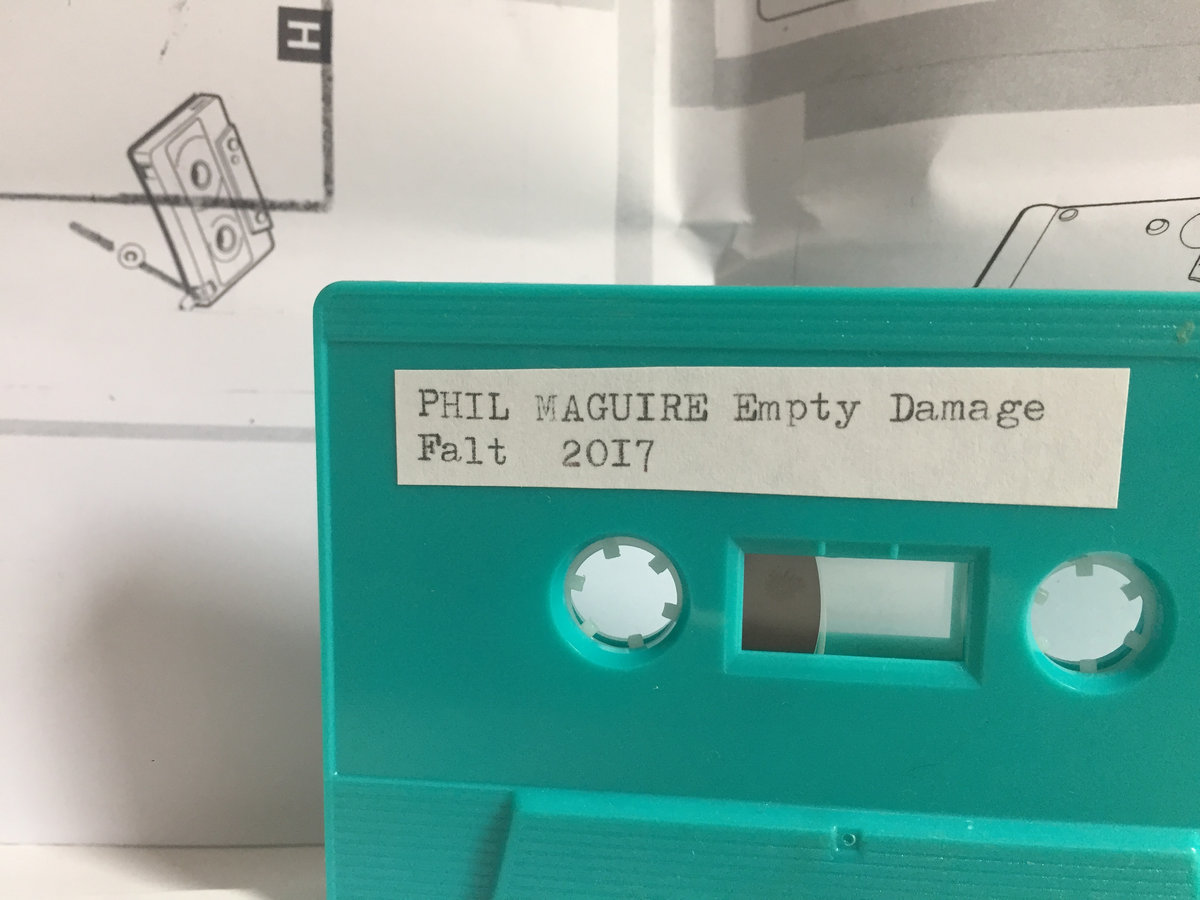 H
PHIL MAGUIRE Empty Damage
Falt 2017